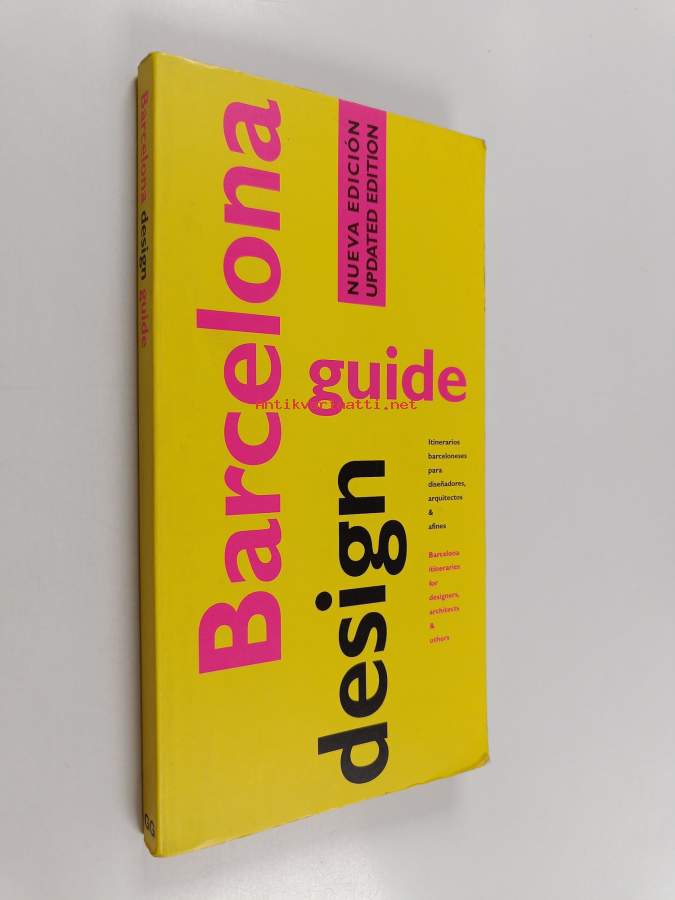 Barcelona design guide
GG
Barcelona
design
guide
NUEVA EDICIÓN
UPDATED EDITION
Itinerarios
barceloneses
para
diseñadores,
arquitectos
&
afines
Barcelona
itineraries
for
designers,
architects
&
others
Antikvariaatti.net